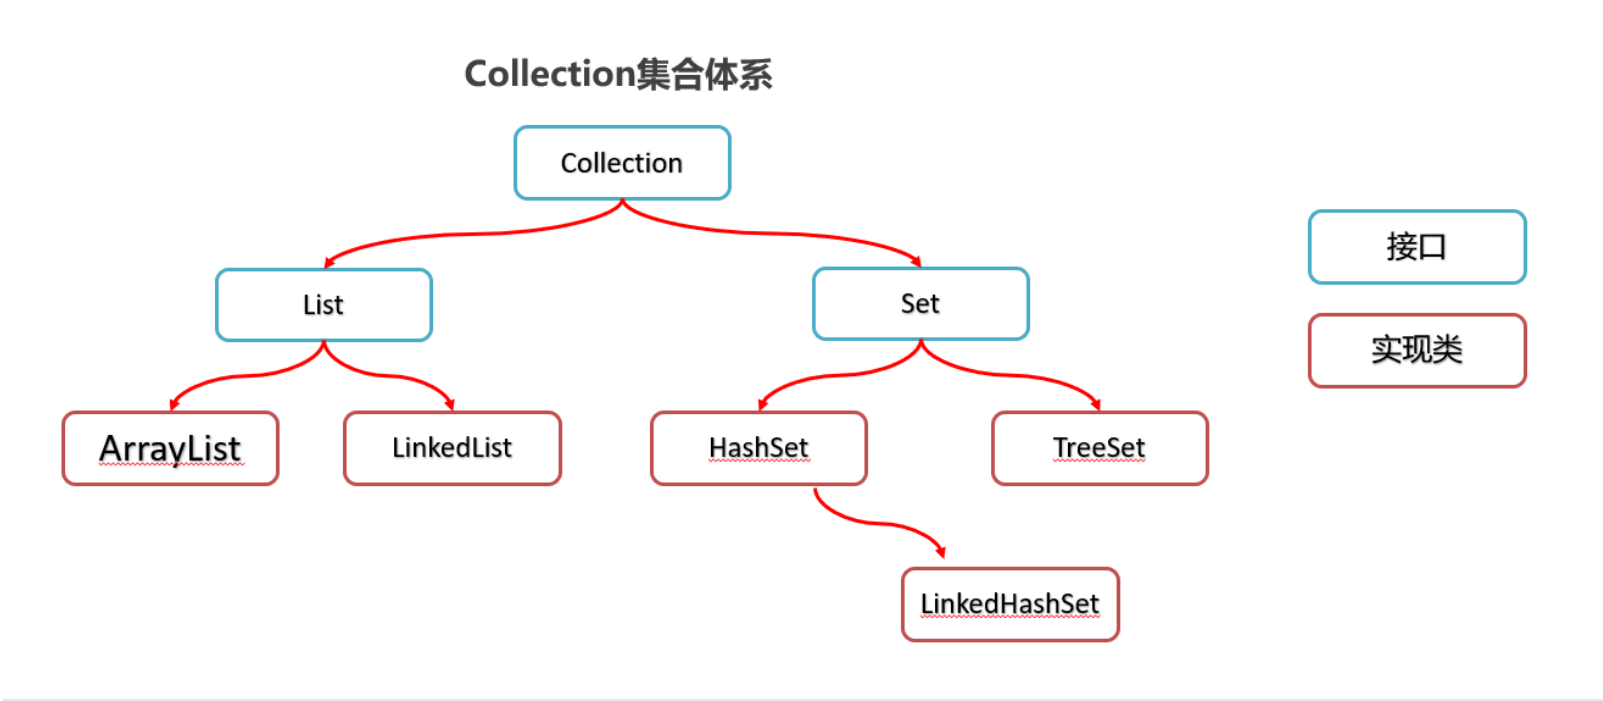 Collection集合体系
Collection
接口
List
Set
实现类
ArrayList
LinkedList
HashSet
TreeSet
LinkedHashSet